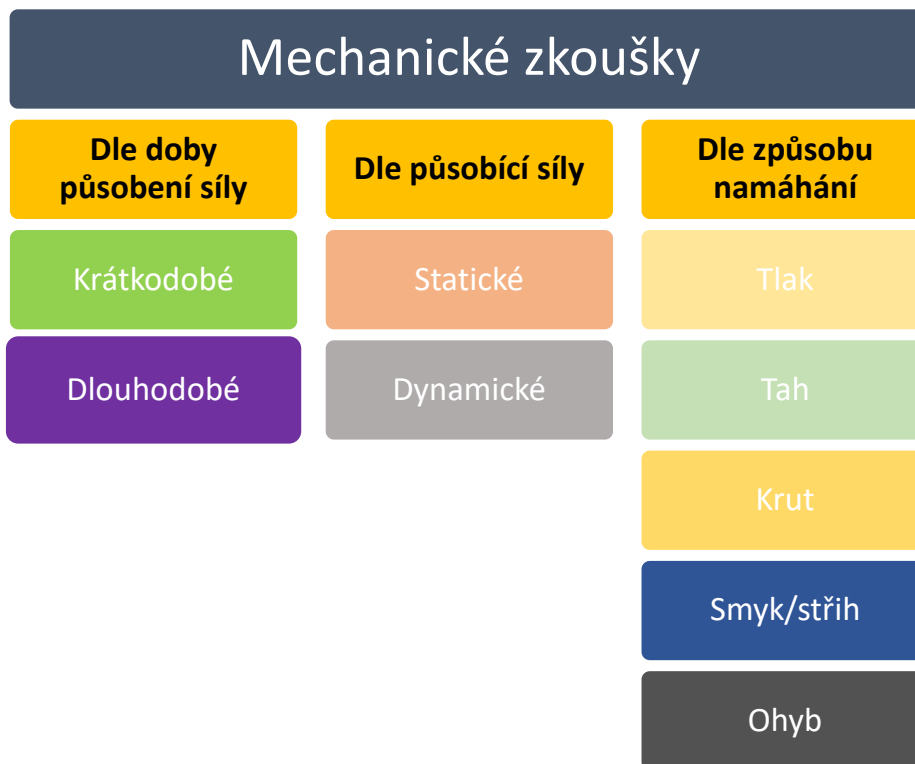 Mechanické zkoušky
Dle doby
působení síly
Dle působící síly
Dle způsobu
namáhání
Krátkodobé
Statické
Tlak
Dlouhodobé
Dynamické
Tah
Krut
Smyk/střih
Ohyb